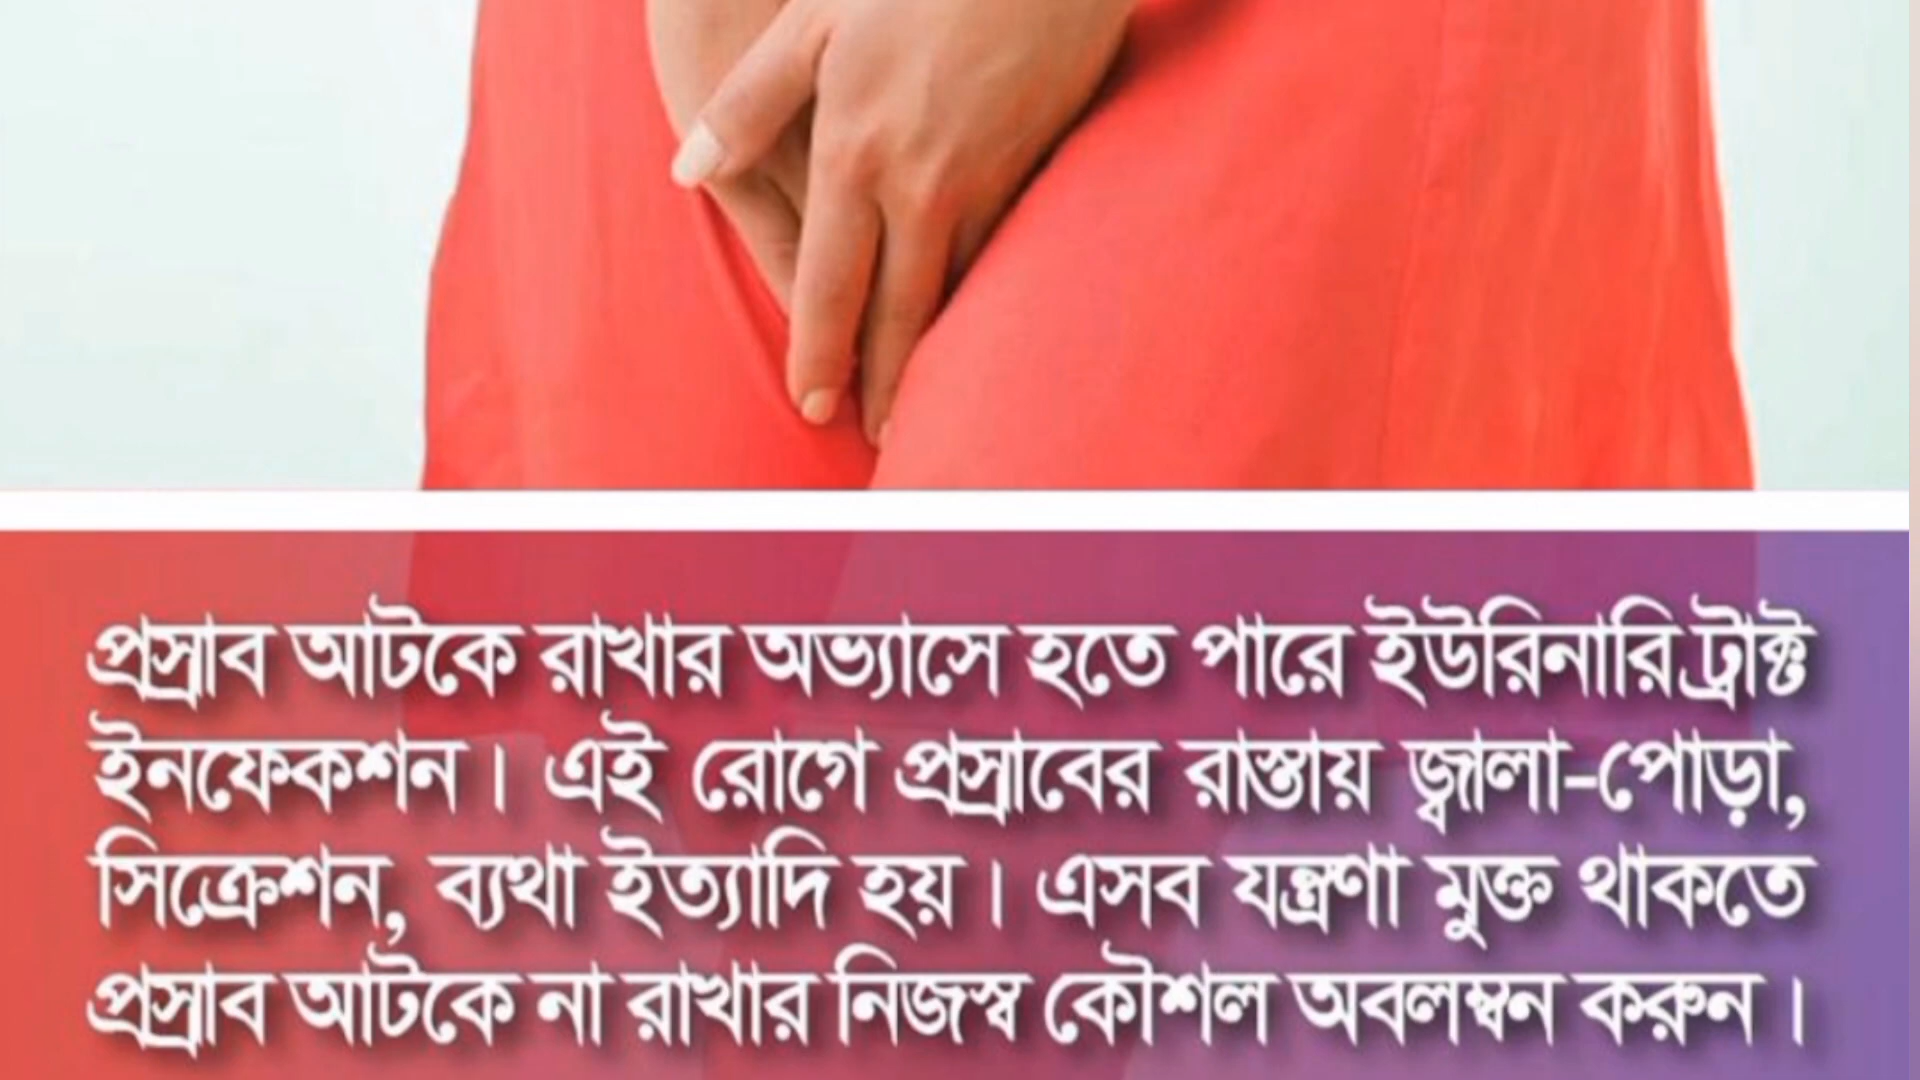 প্রস্রাব আটকে রাখার অভ্যাসে হতে পারে ইউরিনারি ট্রাক্ট
ইনফেকশন। এই রোগে প্রস্রাবের রাস্তায় জ্বালা-পোড়া,
সিক্রেশন, ব্যথা ইত্যাদি হয়। এসব যন্ত্রণা মুক্ত থাকতে
প্রস্রাব আটকে না রাখার নিজস্ব কৌশল অবলম্বন করুন।